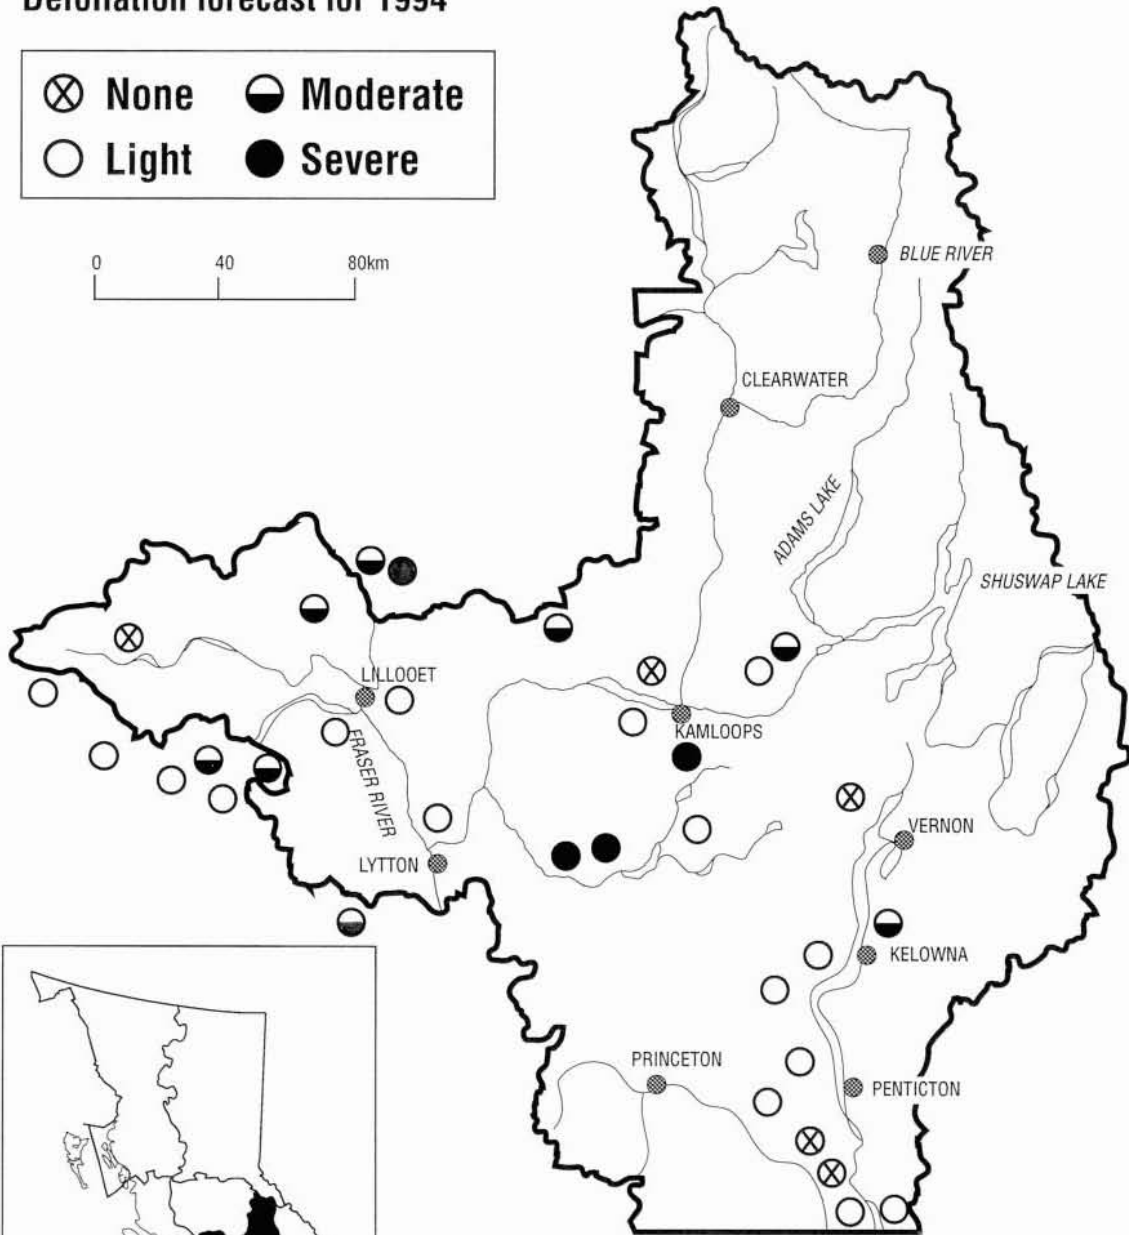 Defoliation forecast for 1994
None
Moderate
Light
Severe
0 40 80km
BLUE RIVER
CLEARWATER
ADAMS LAKE
SHUSWAP LAKE
LILLOOET
KAMLOOPS
FRASER RIVER
VERNON
LYTTON
KELOWNA
PRINCETON
PENTICTON